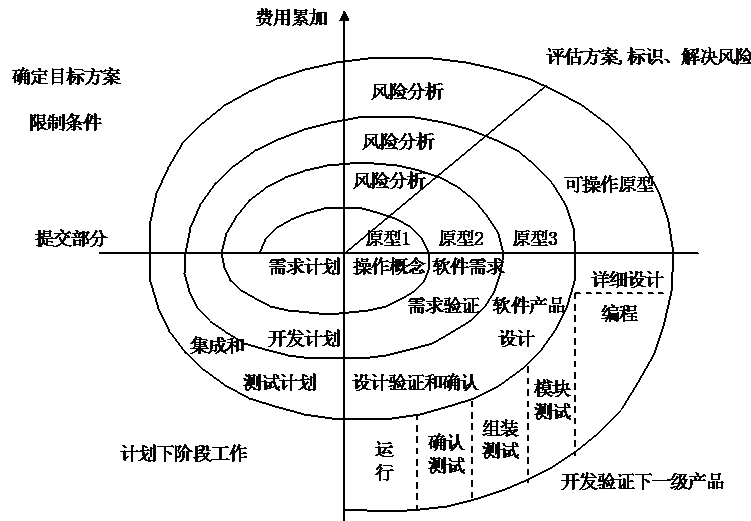 费用累加
评估方案,标识、解决风险
确定目标方案
限制条件
风险分析
风险分析
风险分析
可操作原型
提交部分
原型1
原型2
原型3
需求计划
操作概念
软件需求
详细设计
需求验证
软件产品
设计
编程
开发计划
集成和
测试计划
设计验证和确认
模块
测试
组装
测试
确认
测试
运
行
计划下阶段工作
开发验证下一级产品